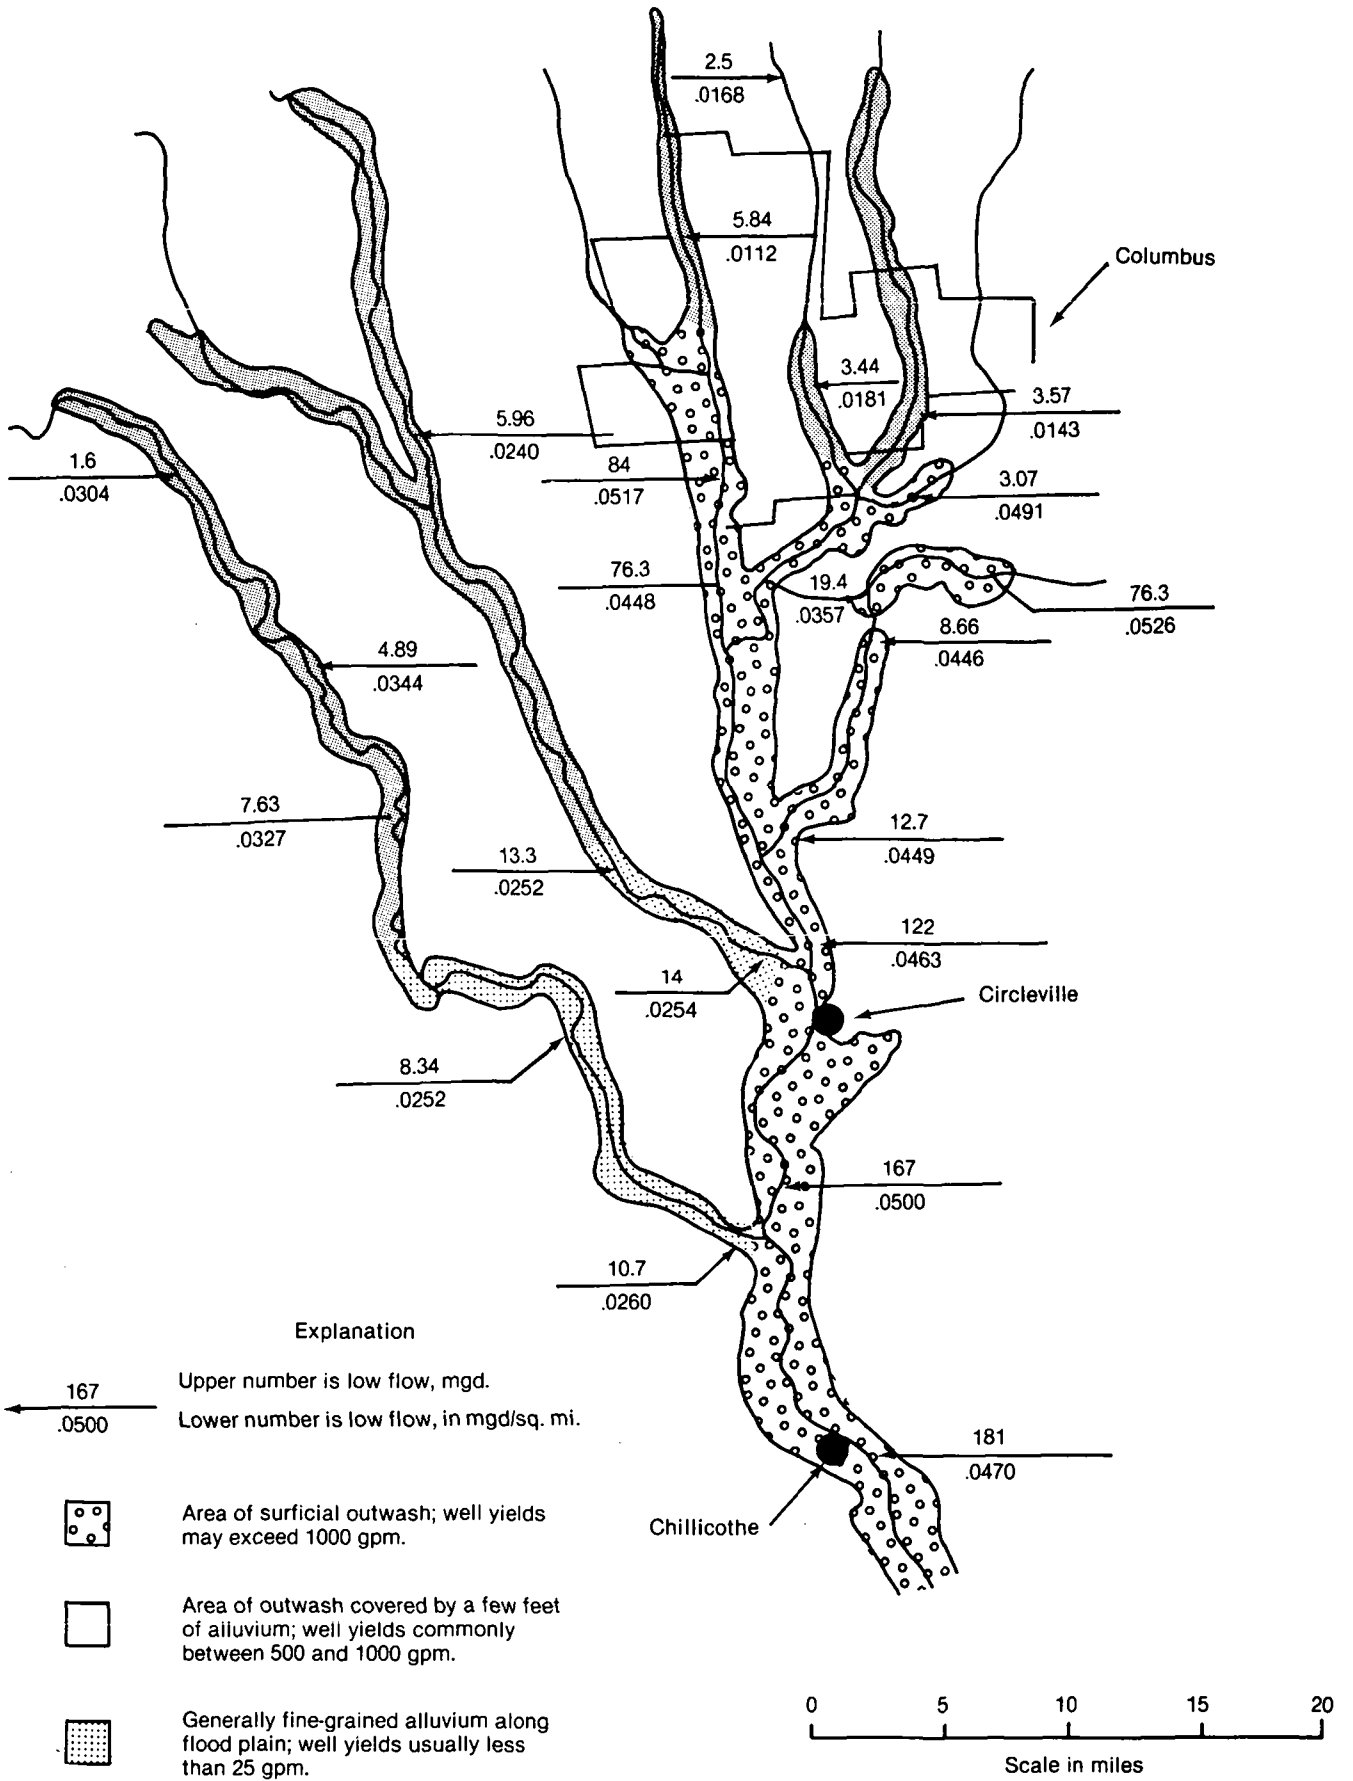 2.5
.0168
5.84
.0112
Columbus
3.44
.0181
3.57
.0143
5.96
.0240
1.6
.0304
84
.0517
3.07
.0491
76.3
.0448
19.4
.0357
76.3
.0526
8.66
.0446
4.89
.0344
7.63
.0327
12.7
.0449
13.3
.0252
122
.0463
14
.0254
Circleville
8.34
.0252
167
.0500
10.7
.0260
Explanation
167
.0500
Upper number is low flow, mgd.
Lower number is low flow, in mgd/sq. mi.
181
.0470
Chillicothe
Area of surficial outwash; well yields
may exceed 1000 gpm.
Area of outwash covered by a few feet
of alluvium; well yields commonly
between 500 and 1000 gpm.
Generally fine-grained alluvium along
flood plain; well yields usually less
than 25 gpm.
0 5 10 15 20
Scale in miles